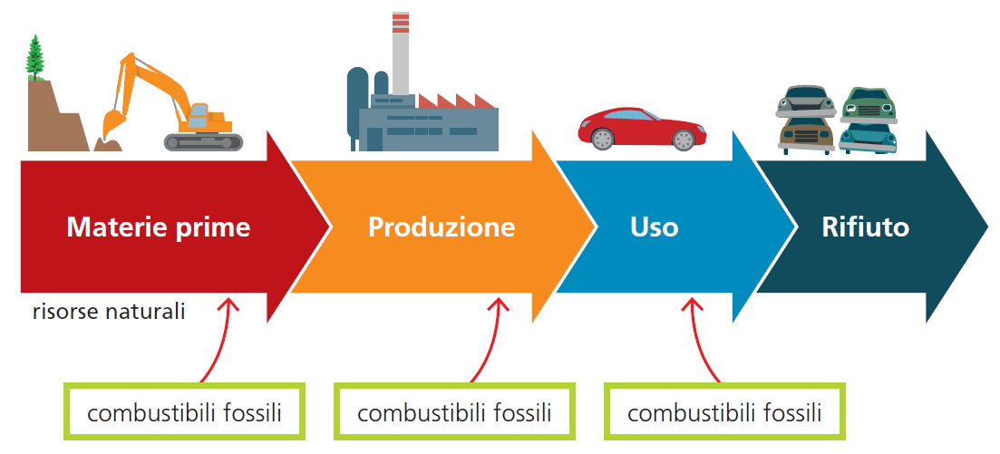 Materie prime
Produzione
Uso
Rifiuto
risorse naturali
combustibili fossili
combustibili fossili
combustibili fossili